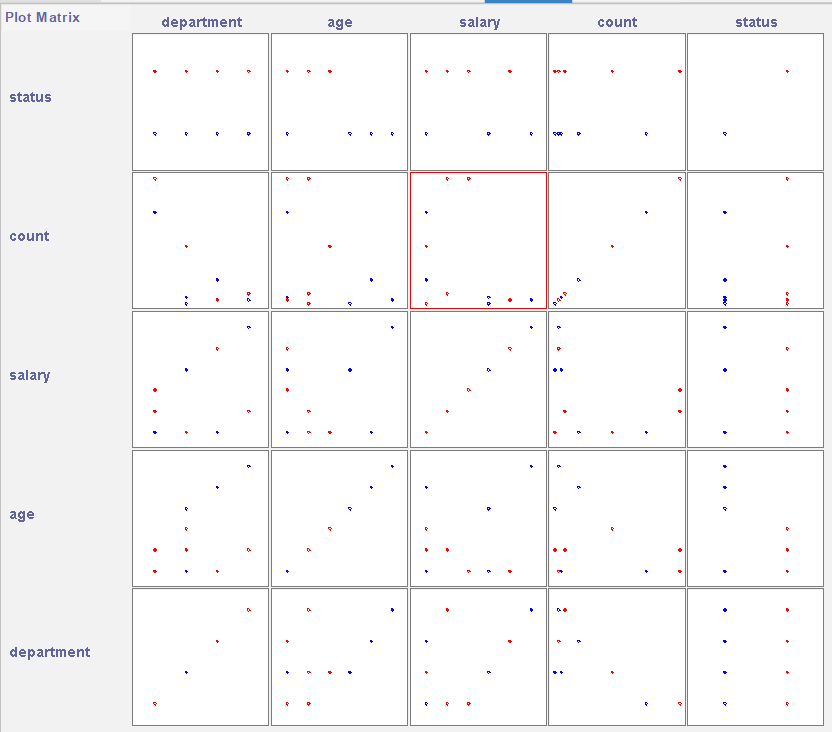 Plot Matrix
department age salary count status
status
count
salary
age
department